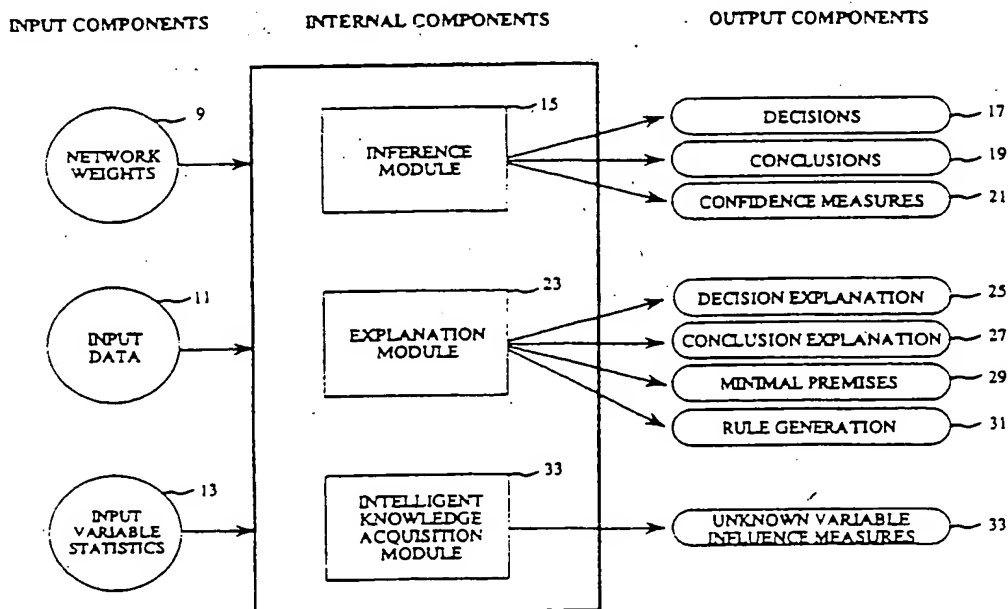 INPUT COMPONENTS
INTERNAL COMPONENTS
OUTPUT COMPONENTS
9
NETWORK
WEIGHTS
15
INFERENCE
MODULE
DECISIONS
17
CONCLUSIONS
19
CONFIDENCE MEASURES
21
11
INPUT
DATA
23
EXPLANATION
MODULE
DECISION EXPLANATION
25
CONCLUSION EXPLANATION
27
MINIMAL PREMISES
29
RULE GENERATION
31
13
INPUT
VARIABLE
STATISTICS
33
INTELLIGENT
KNOWLEDGE
ACQUISITION
MODULE
UNKNOWN VARIABLE
INFLUENCE MEASURES
33